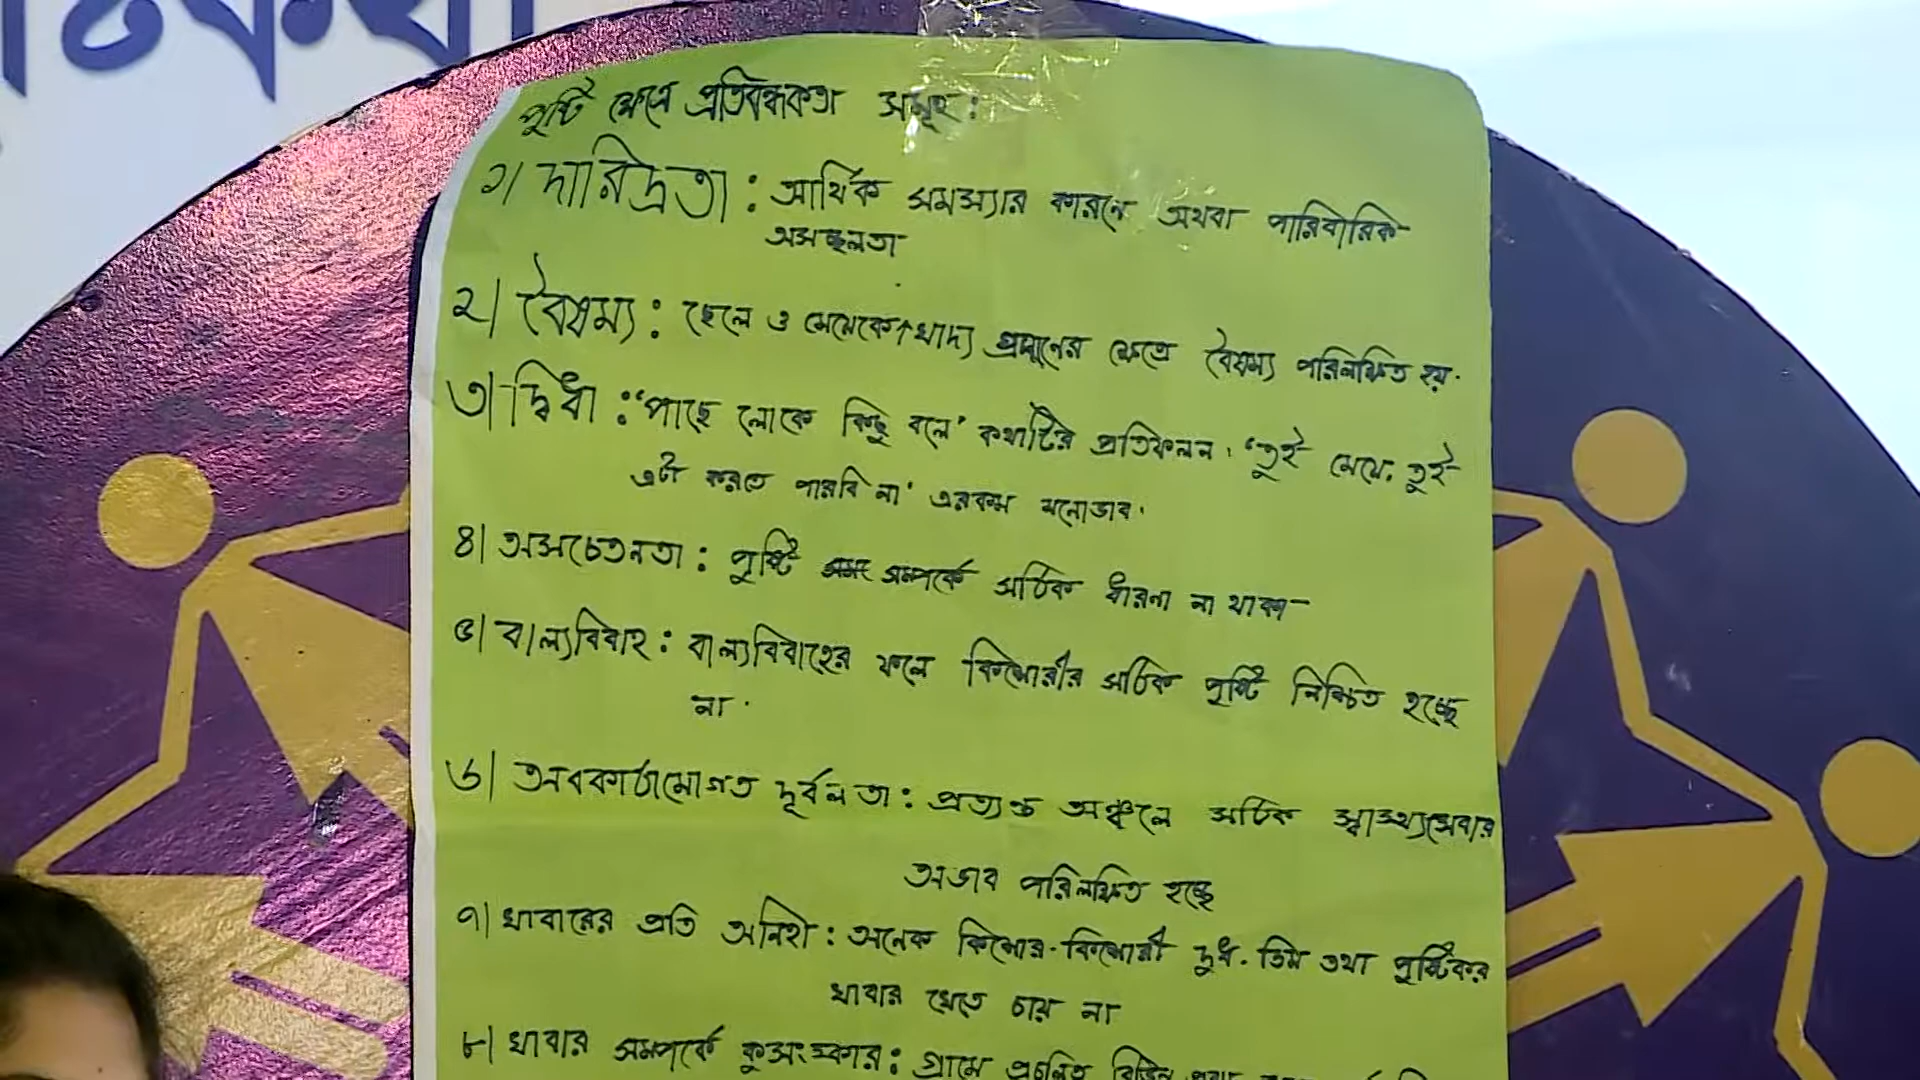 পুষ্টি ক্ষেত্রে প্রতিবন্ধকতা সমূহ:
১| দারিদ্রতা : আর্থিক সমস্যার কারনে অথবা পারিবারিক
অসচ্ছলতা
২| বৈষম্য : ছেলে ও মেয়েকে খাদ্য প্রদানের ক্ষেত্রে বৈষম্য পরিলক্ষিত হয়.
৩| দ্বিধা : 'পাছে লোকে কিছু বলে' কথাটির প্রতিফলন. 'তুই মেয়ে, তুই
এটা করতে পারবি না' এরকম মনোভাব.
৪| অসচেতনতা : পুষ্টি সম্পর্কে সঠিক ধারনা না থাকা
৫| বাল্যবিবাহ : বাল্যবিবাহের ফলে কিশোরীর সঠিক পুষ্টি নিশ্চিত হচ্ছে
না.
৬| অবকাঠামোগত দূর্বলতা : প্রত্যন্ত অঞ্চলে সঠিক স্বাস্থ্যসেবার
অভাব পরিলক্ষিত হচ্ছে
৭| খাবারের প্রতি অনিহা : অনেক কিশোর-কিশোরী দুধ. ডিম তথা পুষ্টিকর
খাবার খেতে চায় না
৮| খাবার সম্পর্কে কুসংস্কার : গ্রামে প্রচলিত বিভিন্ন